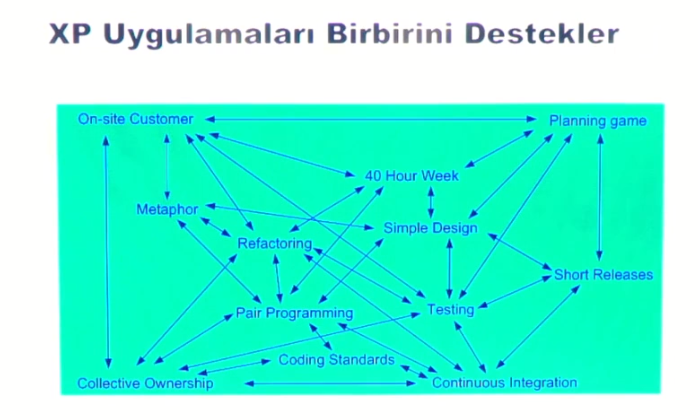 XP Uygulamaları Birbirini Destekler
On-site Customer
Planning game
40 Hour Week
Metaphor
Simple Design
Refactoring
Short Releases
Pair Programming
Testing
Coding Standards
Collective Ownership
Continuous Integration